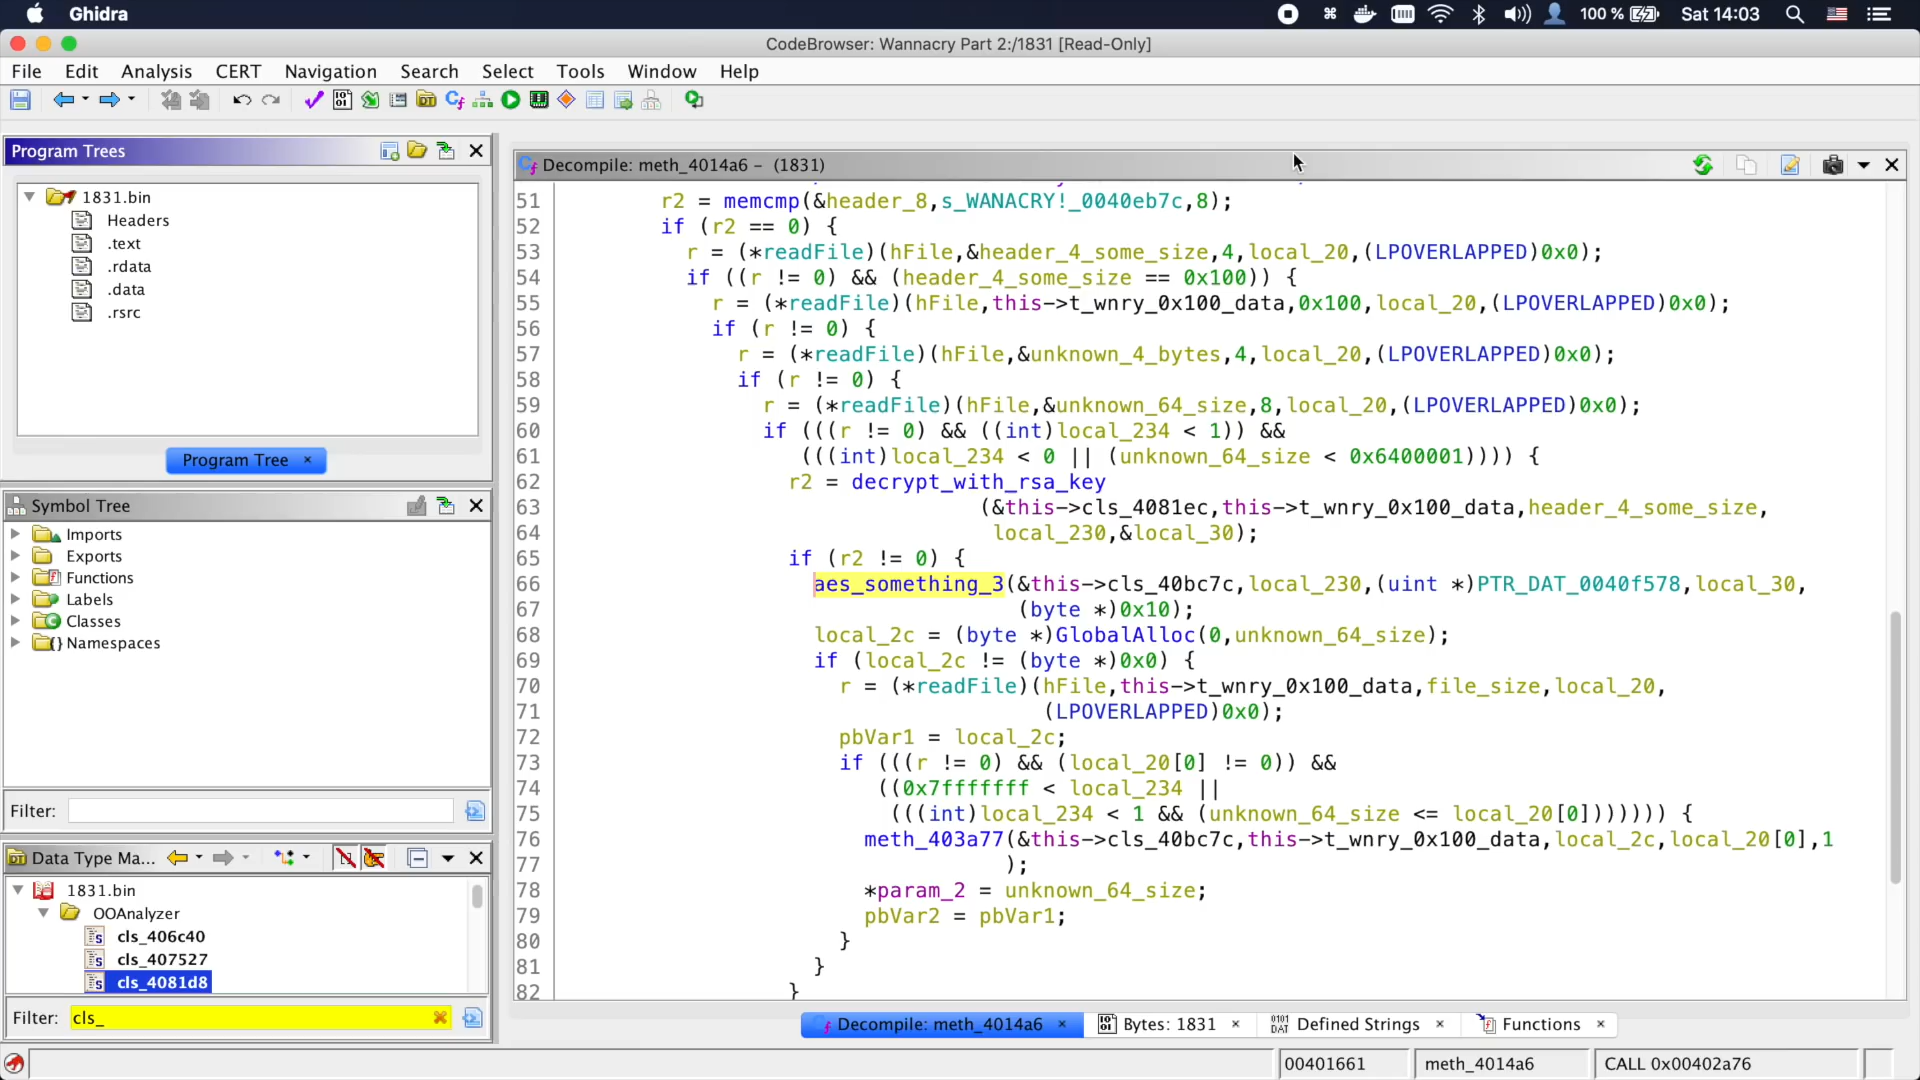 Ghidra
100 %
Sat 14:03
CodeBrowser: Wannacry Part 2:/1831 [Read-Only]
File Edit Analysis CERT Navigation Search Select Tools Window Help
Program Trees
1831.bin
Headers
.text
.rdata
.data
.rsrc
Program Tree ×
Symbol Tree
Imports
Exports
Functions
Labels
Classes
Namespaces
Filter:
Data Type Ma...
1831.bin
OOAnalyzer
cls_406c40
cls_407527
cls_4081d8
Filter: cls_
Decompile: meth_4014a6 – (1831)
51 r2 = memcmp(&header_8,s_WANACRY!_0040eb7c,8);
52 if (r2 == 0) {
53 r = (*readFile)(hFile,&header_4_some_size,4,local_20,(LPOVERLAPPED)0x0);
54 if ((r != 0) && (header_4_some_size == 0x100)) {
55 r = (*readFile)(hFile,this->t_wnry_0x100_data,0x100,local_20,(LPOVERLAPPED)0x0);
56 if (r != 0) {
57 r = (*readFile)(hFile,&unknown_4_bytes,4,local_20,(LPOVERLAPPED)0x0);
58 if (r != 0) {
59 r = (*readFile)(hFile,&unknown_64_size,8,local_20,(LPOVERLAPPED)0x0);
60 if (((r != 0) && ((int)local_234 < 1)) &&
61 (((int)local_234 < 0 || (unknown_64_size < 0x6400001)))) {
62 r2 = decrypt_with_rsa_key
63 (&this->cls_4081ec,this->t_wnry_0x100_data,header_4_some_size,
64 local_230,&local_30);
65 if (r2 != 0) {
66 aes_something_3(&this->cls_40bc7c,local_230,(uint *)PTR_DAT_0040f578,local_30,
67 (byte *)0x10);
68 local_2c = (byte *)GlobalAlloc(0,unknown_64_size);
69 if (local_2c != (byte *)0x0) {
70 r = (*readFile)(hFile,this->t_wnry_0x100_data,file_size,local_20,
71 (LPOVERLAPPED)0x0);
72 pbVar1 = local_2c;
73 if (((r != 0) && (local_20[0] != 0)) &&
74 ((0x7fffffff < local_234 ||
75 (((int)local_234 < 1 && (unknown_64_size <= local_20[0])))))) {
76 meth_403a77(&this->cls_40bc7c,this->t_wnry_0x100_data,local_2c,local_20[0],1
77 );
78 *param_2 = unknown_64_size;
79 pbVar2 = pbVar1;
80 }
81 }
82 }
Decompile: meth_4014a6 × Bytes: 1831 × Defined Strings × Functions ×
00401661 meth_4014a6 CALL 0x00402a76